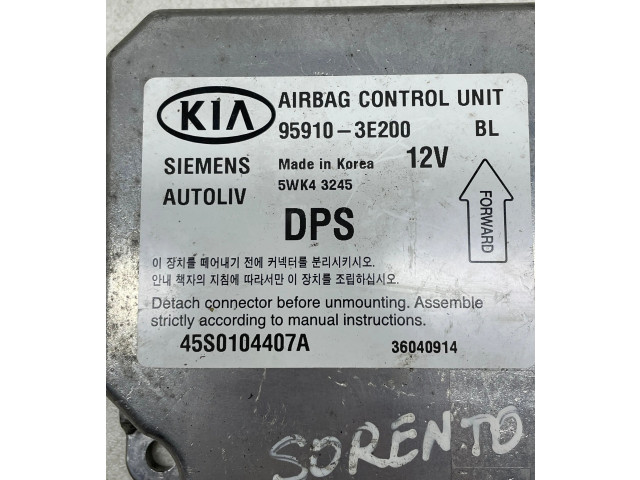 KIA AIRBAG CONTROL UNIT
95910-3E200 BL
SIEMENS Made in Korea 12V
AUTOLIV 5WK4 3245
FORWARD
DPS
이 장치를 떼어내기 전에 커넥터를 분리시키시오.
안내 책자의 지침에 따라서만 이 장치를 조립하십시오.
Detach connector before unmounting. Assemble
strictly according to manual instructions.
45S0104407A 36040914
SORENTO